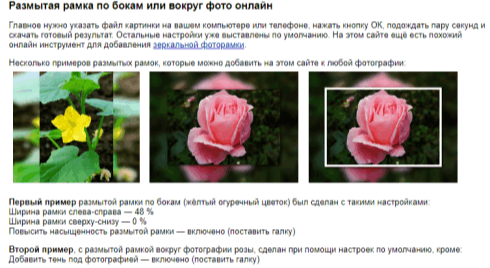 Размытая рамка по бокам или вокруг фото онлайн
Главное нужно указать файл картинки на вашем компьютере или телефоне, нажать кнопку ОК, подождать пару секунд и
скачать готовый результат. Остальные настройки уже выставлены по умолчанию. На этом сайте ещё есть похожий
онлайн инструмент для добавления зеркальной фоторамки.
Несколько примеров размытых рамок, которые можно добавить на этом сайте к любой фотографии:
Первый пример размытой рамки по бокам (жёлтый огуречный цветок) был сделан с такими настройками:
Ширина рамки слева-справа — 48 %
Ширина рамки сверху-снизу — 0 %
Повысить насыщенность размытой рамки — включено (поставить галку)
Второй пример, с размытой рамкой вокруг фотографии розы, сделан при помощи настроек по умолчанию, кроме:
Добавить тень под фотографией — включено (поставить галку)